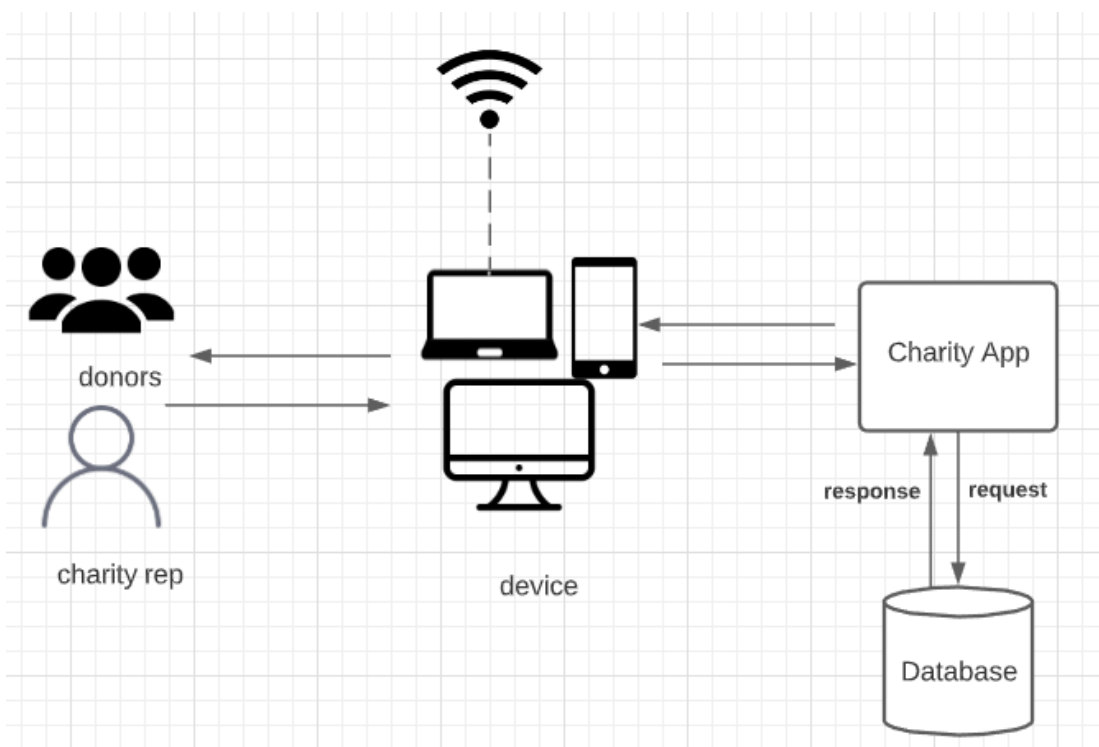 donors
charity rep
device
Charity App
response
request
Database